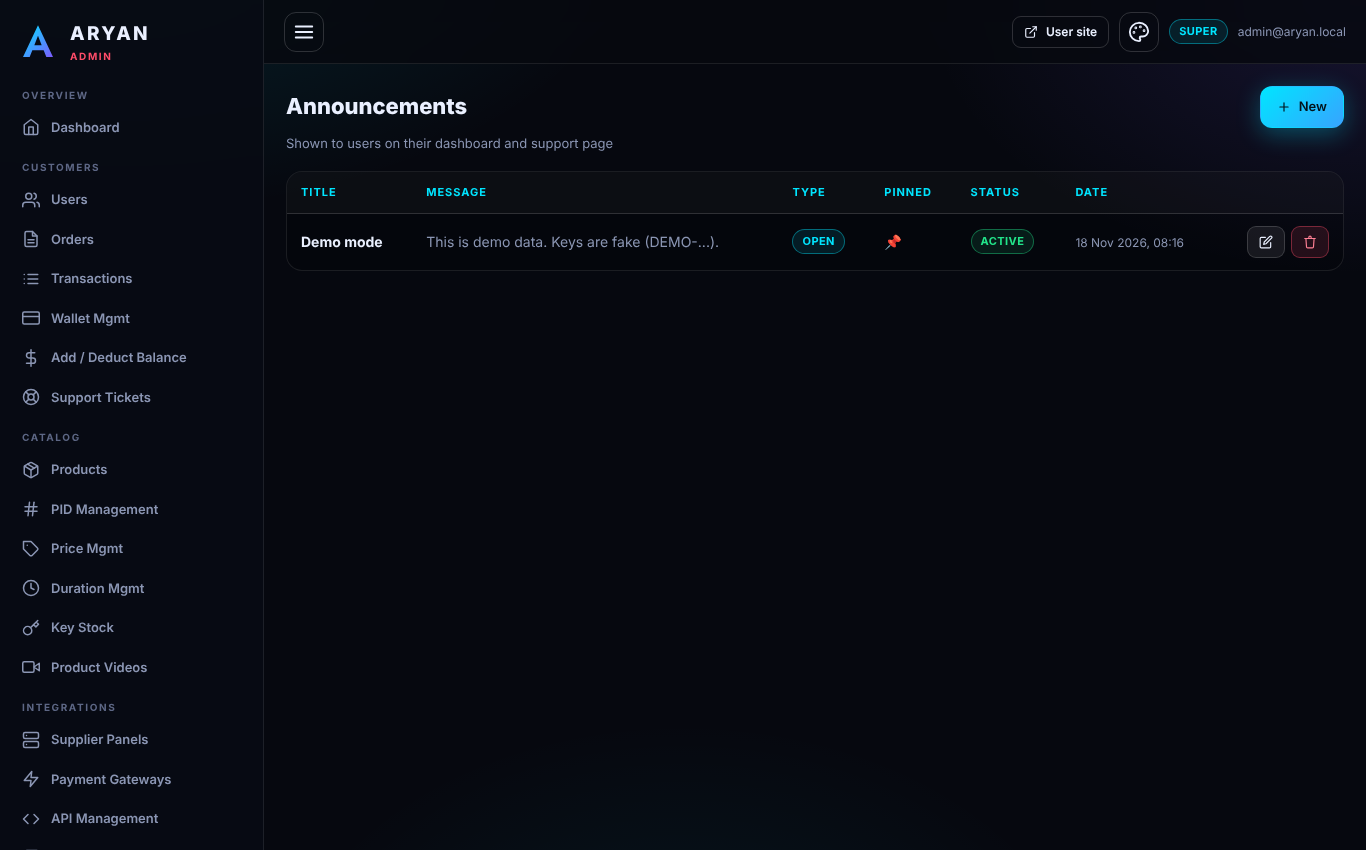 ARYAN
ADMIN
OVERVIEW
Dashboard
CUSTOMERS
Users
Orders
Transactions
Wallet Mgmt
Add / Deduct Balance
Support Tickets
CATALOG
Products
PID Management
Price Mgmt
Duration Mgmt
Key Stock
Product Videos
INTEGRATIONS
Supplier Panels
Payment Gateways
API Management
User site
SUPER
admin@aryan.local
Announcements
New
Shown to users on their dashboard and support page
TITLE MESSAGE TYPE PINNED STATUS DATE
Demo mode This is demo data. Keys are fake (DEMO-...). OPEN ACTIVE 18 Nov 2026, 08:16